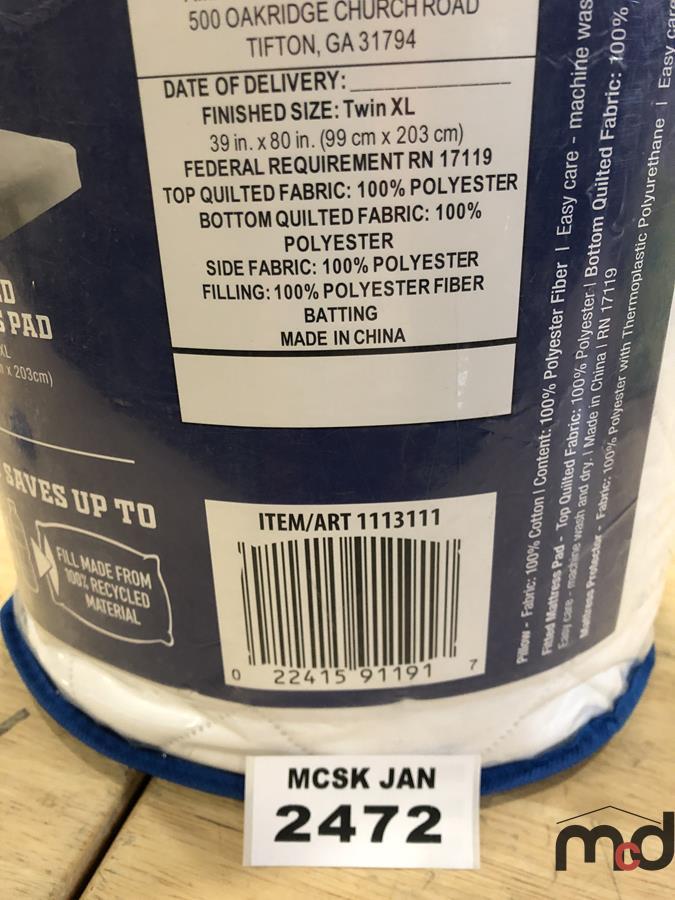 500 OAKRIDGE CHURCH ROAD
TIFTON, GA 31794
DATE OF DELIVERY:
FINISHED SIZE: Twin XL
39 in. x 80 in. (99 cm x 203 cm)
FEDERAL REQUIREMENT RN 17119
TOP QUILTED FABRIC: 100% POLYESTER
BOTTOM QUILTED FABRIC: 100%
POLYESTER
SIDE FABRIC: 100% POLYESTER
FILLING: 100% POLYESTER FIBER
BATTING
MADE IN CHINA
PAD
XL
x 203cm)
SAVES UP TO
FILL MADE FROM
100% RECYCLED
MATERIAL
ITEM/ART 1113111
0 22415 91191 7
Pillow - Fabric: 100% Cotton | Content: 100% Polyester Fiber | Easy care - machine was
Fitted Mattress Pad - Top Quilted Fabric: 100% Polyester | Bottom Quilted Fabric: 100%
Easy care - machine wash and dry. | Made in China | RN 17119
Mattress Protector - Fabric: 100% Polyester with Thermoplastic Polyurethane | Easy care
MCSK JAN
2472
mcd